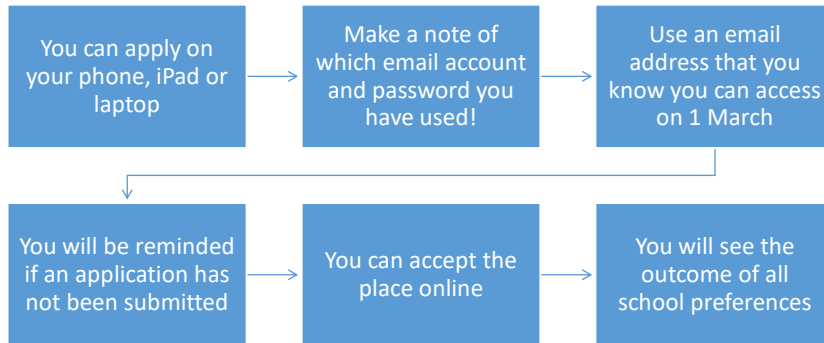 You can apply on
your phone, iPad or
laptop
Make a note of
which email account
and password you
have used!
Use an email
address that you
know you can access
on 1 March
You will be reminded
if an application has
not been submitted
You can accept the
place online
You will see the
outcome of all
school preferences